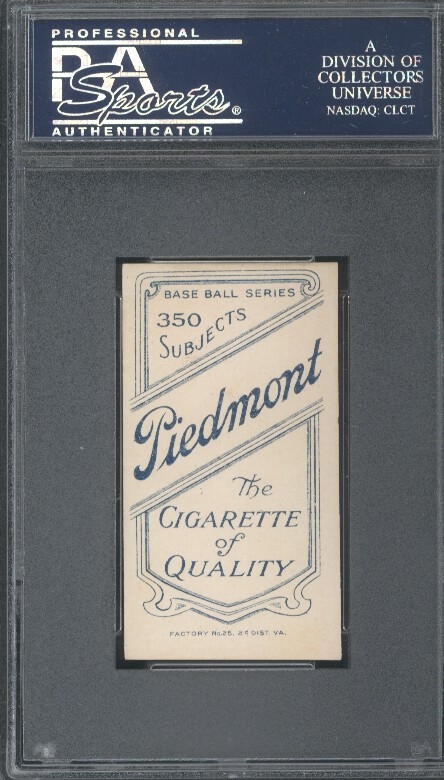 PROFESSIONAL
PSA
Sports®
AUTHENTICATOR
A
DIVISION OF
COLLECTORS
UNIVERSE
NASDAQ: CLCT
BASE BALL SERIES
350
SUBJECTS
Piedmont
The
CIGARETTE
of
QUALITY
FACTORY No.25, 2D DIST. VA.